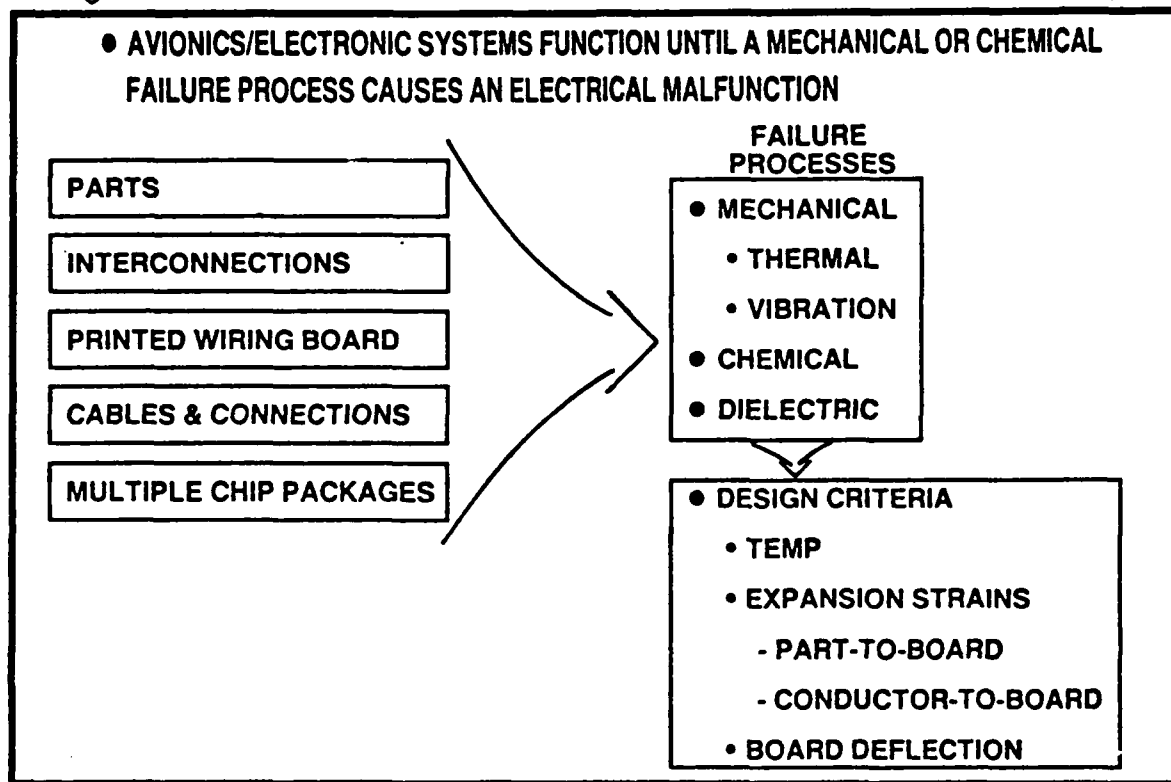 ● AVIONICS/ELECTRONIC SYSTEMS FUNCTION UNTIL A MECHANICAL OR CHEMICAL
FAILURE PROCESS CAUSES AN ELECTRICAL MALFUNCTION
PARTS
INTERCONNECTIONS
PRINTED WIRING BOARD
CABLES & CONNECTIONS
MULTIPLE CHIP PACKAGES
FAILURE
PROCESSES
● MECHANICAL
• THERMAL
• VIBRATION
● CHEMICAL
● DIELECTRIC
● DESIGN CRITERIA
• TEMP
• EXPANSION STRAINS
- PART-TO-BOARD
- CONDUCTOR-TO-BOARD
• BOARD DEFLECTION